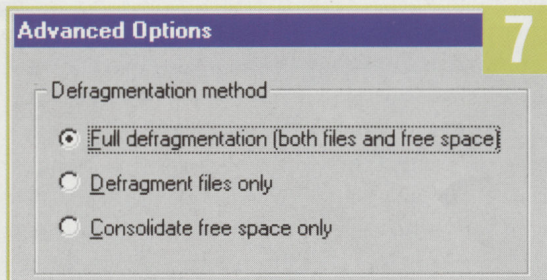 Advanced Options
7
Defragmentation method
Full defragmentation (both files and free space)
Defragment files only
Consolidate free space only